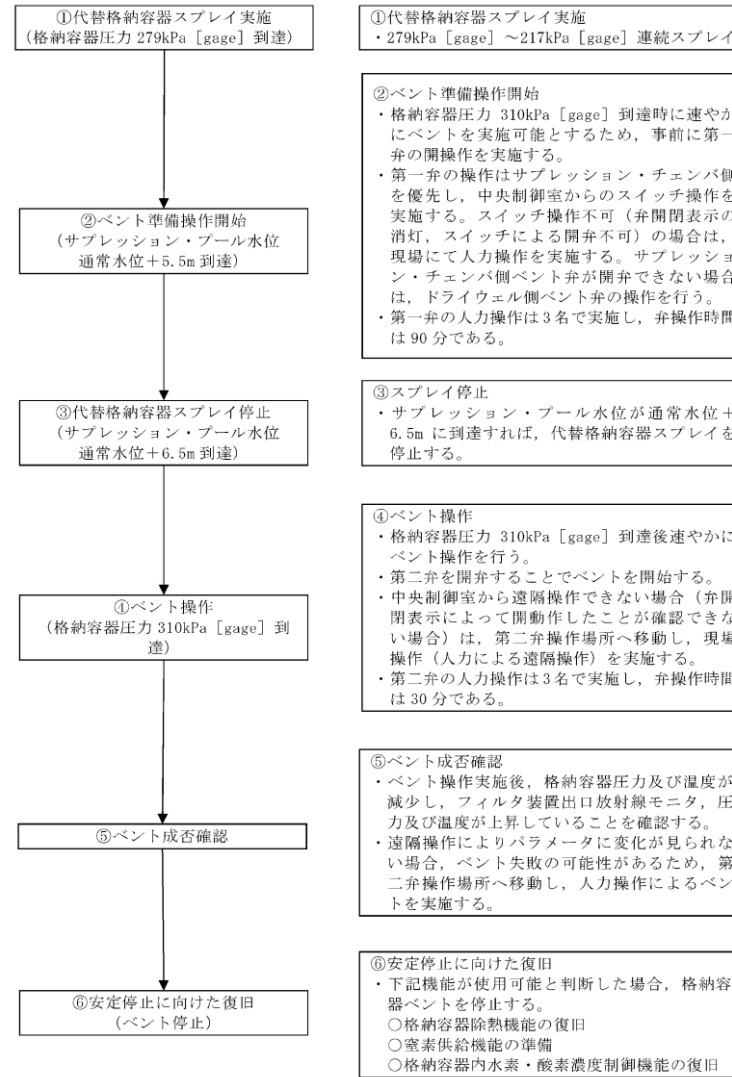 ①代替格納容器スプレイ実施
(格納容器圧力 279kPa [gage] 到達)
②ベント準備操作開始
(サプレッション・プール水位
通常水位＋5.5m 到達)
③代替格納容器スプレイ停止
(サプレッション・プール水位
通常水位＋6.5m 到達)
④ベント操作
(格納容器圧力 310kPa [gage] 到
達)
⑤ベント成否確認
⑥安定停止に向けた復旧
(ベント停止)
①代替格納容器スプレイ実施
・279kPa [gage] ～217kPa [gage] 連続スプレイ
②ベント準備操作開始
・格納容器圧力 310kPa [gage] 到達時に速やか
にベントを実施可能とするため，事前に第一
弁の開操作を実施する。
・第一弁の操作はサプレッション・チェンバ側
を優先し，中央制御室からのスイッチ操作を
実施する。スイッチ操作不可（弁開閉表示の
消灯，スイッチによる開弁不可）の場合は，
現場にて人力操作を実施する。サプレッショ
ン・チェンバ側ベント弁が開弁できない場合
は，ドライウェル側ベント弁の操作を行う。
・第一弁の人力操作は3名で実施し，弁操作時間
は 90 分である。
③スプレイ停止
・サプレッション・プール水位が通常水位＋
6.5m に到達すれば，代替格納容器スプレイを
停止する。
④ベント操作
・格納容器圧力 310kPa [gage] 到達後速やかに
ベント操作を行う。
・第二弁を開弁することでベントを開始する。
・中央制御室から遠隔操作できない場合（弁開
閉表示によって開動作したことが確認できな
い場合）は，第二弁操作場所へ移動し，現場
操作（人力による遠隔操作）を実施する。
・第二弁の人力操作は3名で実施し，弁操作時間
は 30 分である。
⑤ベント成否確認
・ベント操作実施後，格納容器圧力及び温度が
減少し，フィルタ装置出口放射線モニタ，圧
力及び温度が上昇していることを確認する。
・遠隔操作によりパラメータに変化が見られな
い場合，ベント失敗の可能性があるため，第
二弁操作場所へ移動し，人力操作によるベン
トを実施する。
⑥安定停止に向けた復旧
・下記機能が使用可能と判断した場合，格納容
器ベントを停止する。
○格納容器除熱機能の復旧
○窒素供給機能の準備
○格納容器内水素・酸素濃度制御機能の復旧